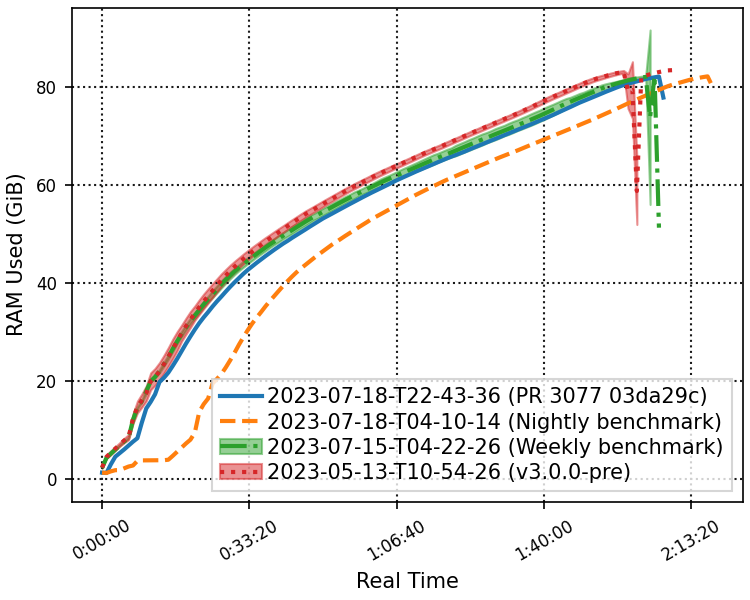 80
60
40
20
0
RAM Used (GiB)
2023-07-18-T22-43-36 (PR 3077 03da29c)
2023-07-18-T04-10-14 (Nightly benchmark)
2023-07-15-T04-22-26 (Weekly benchmark)
2023-05-13-T10-54-26 (v3.0.0-pre)
0:00:00
0:33:20
1:06:40
1:40:00
2:13:20
Real Time